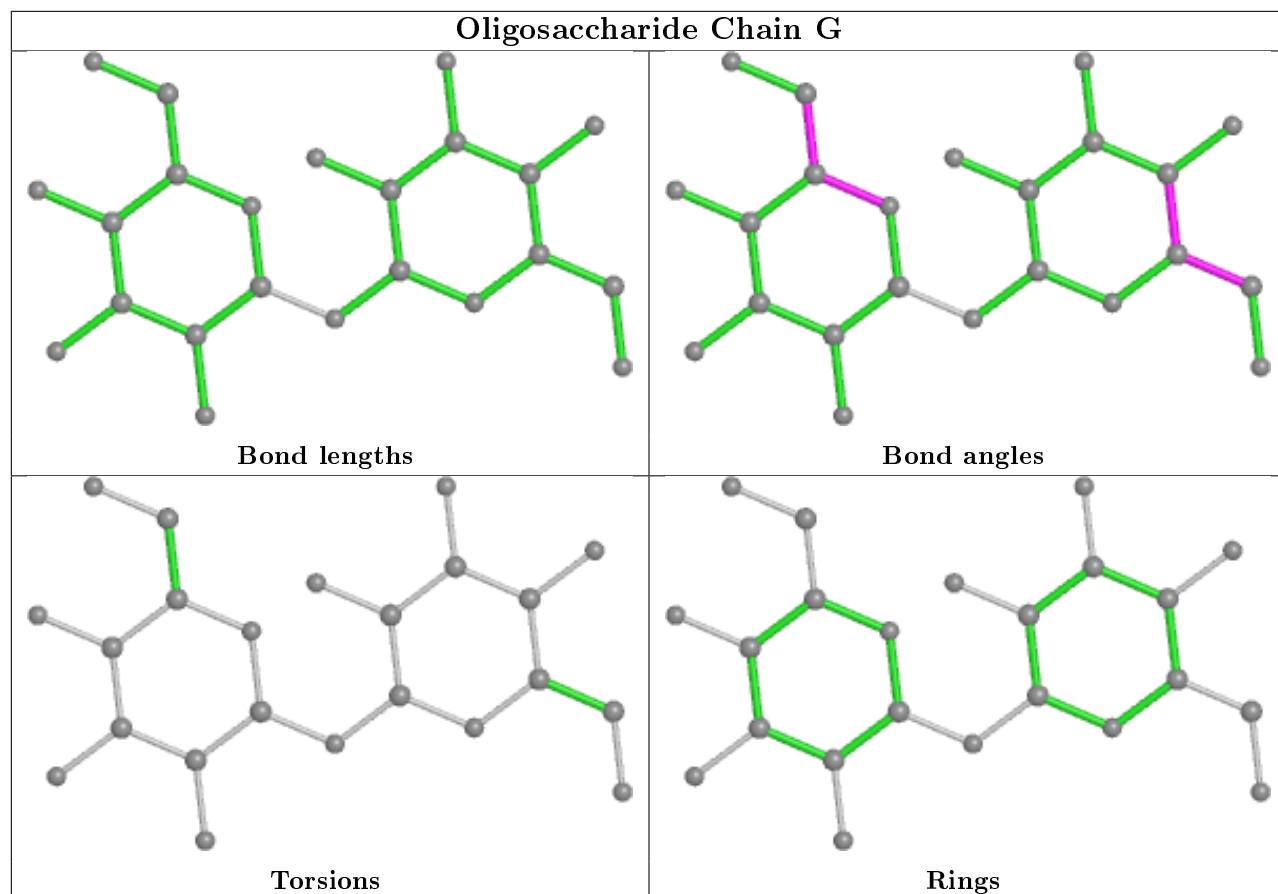 Oligosaccharide Chain G
Bond lengths
Bond angles
Torsions
Rings